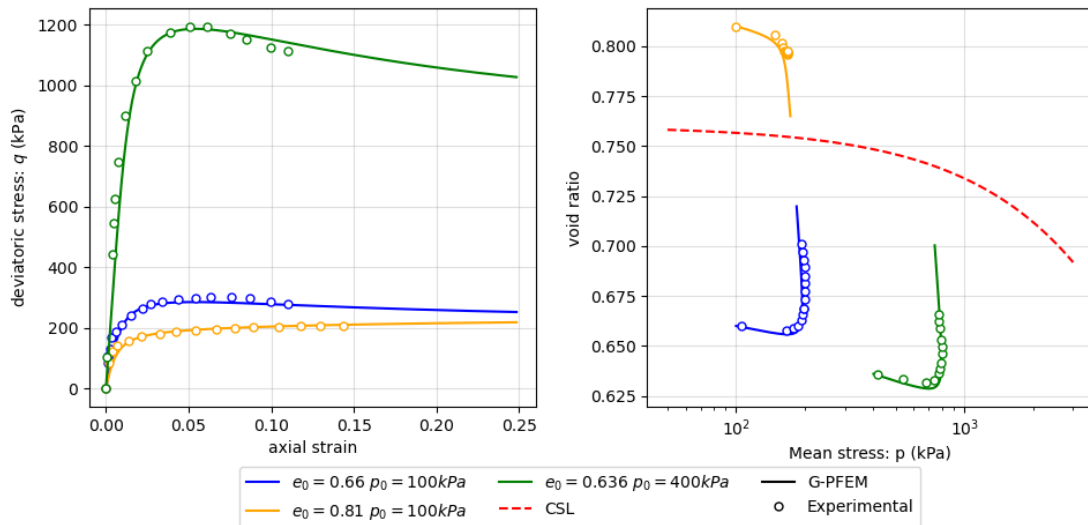 deviatoric stress: q (kPa)
1200
1000
800
600
400
200
0
0.00 0.05 0.10 0.15 0.20 0.25
axial strain
void ratio
0.800
0.775
0.750
0.725
0.700
0.675
0.650
0.625
10² 10³
Mean stress: p (kPa)
e₀ = 0.66 p₀ = 100kPa
e₀ = 0.81 p₀ = 100kPa
e₀ = 0.636 p₀ = 400kPa
CSL
G-PFEM
Experimental